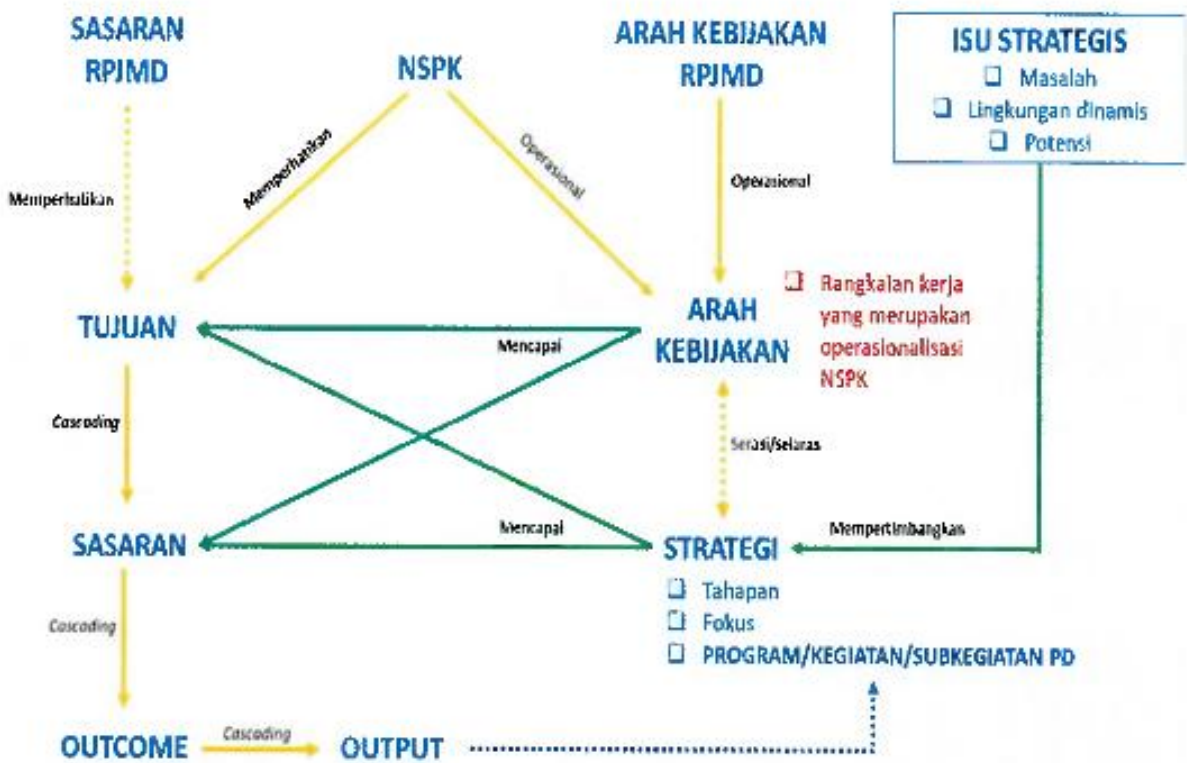 SASARAN
RPJMD
NSPK
ARAH KEBIJAKAN
RPJMD
ISU STRATEGIS
Masalah
Lingkungan dinamis
Potensi
Memperhatikan
Memperhatikan
Operasional
Operasional
TUJUAN
ARAH
KEBIJAKAN
Rangkaian kerja
yang merupakan
operasionalisasi
NSPK
Mencapai
Cascading
Serasi/selaras
SASARAN
Mencapai
STRATEGI
Mempertimbangkan
Tahapan
Fokus
PROGRAM/KEGIATAN/SUBKEGIATAN PD
Cascading
OUTCOME
Cascading
OUTPUT